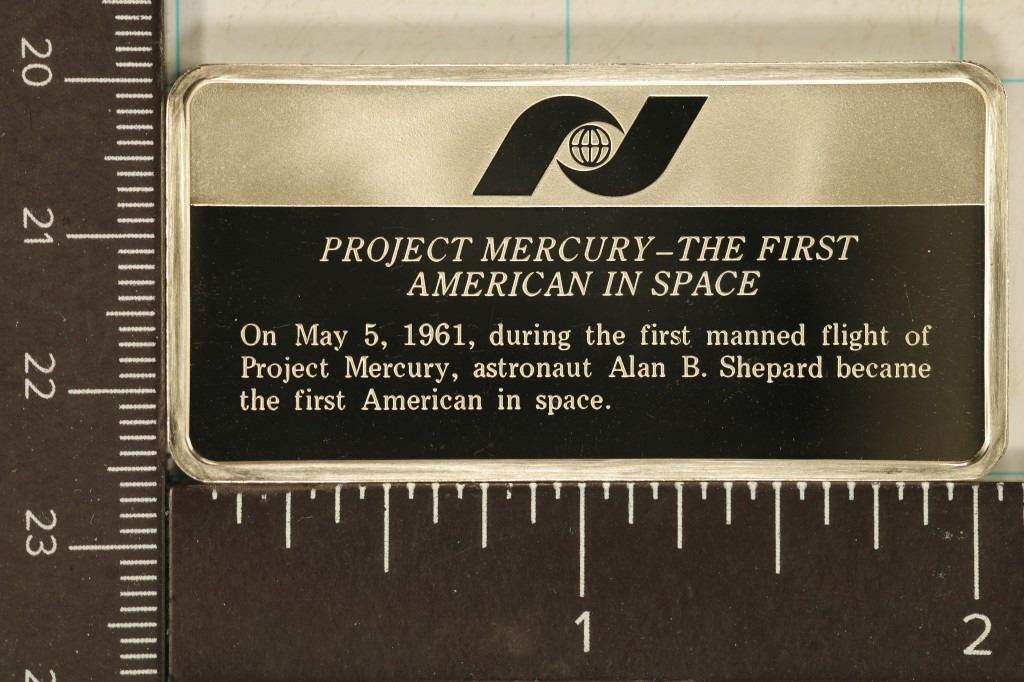 20
21
22
23
PROJECT MERCURY–THE FIRST
AMERICAN IN SPACE
On May 5, 1961, during the first manned flight of
Project Mercury, astronaut Alan B. Shepard became
the first American in space.
1
2